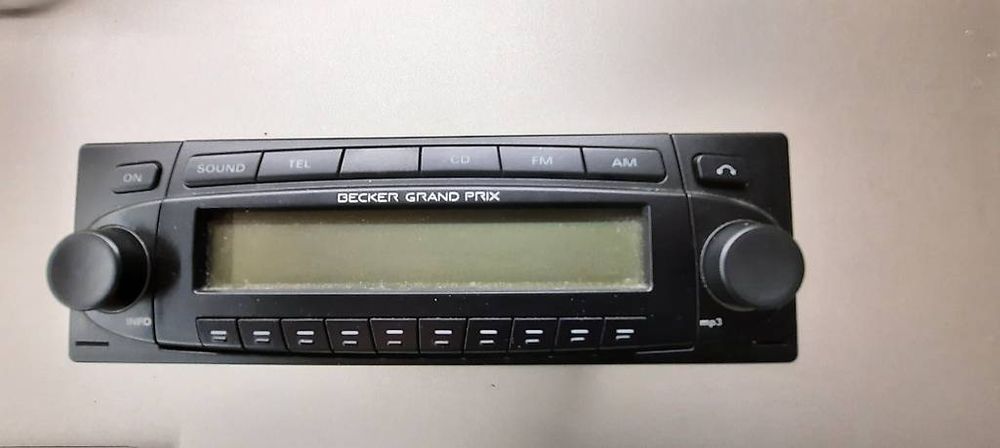 ON
SOUND TEL CD FM AM
BECKER GRAND PRIX
INFO
mp3